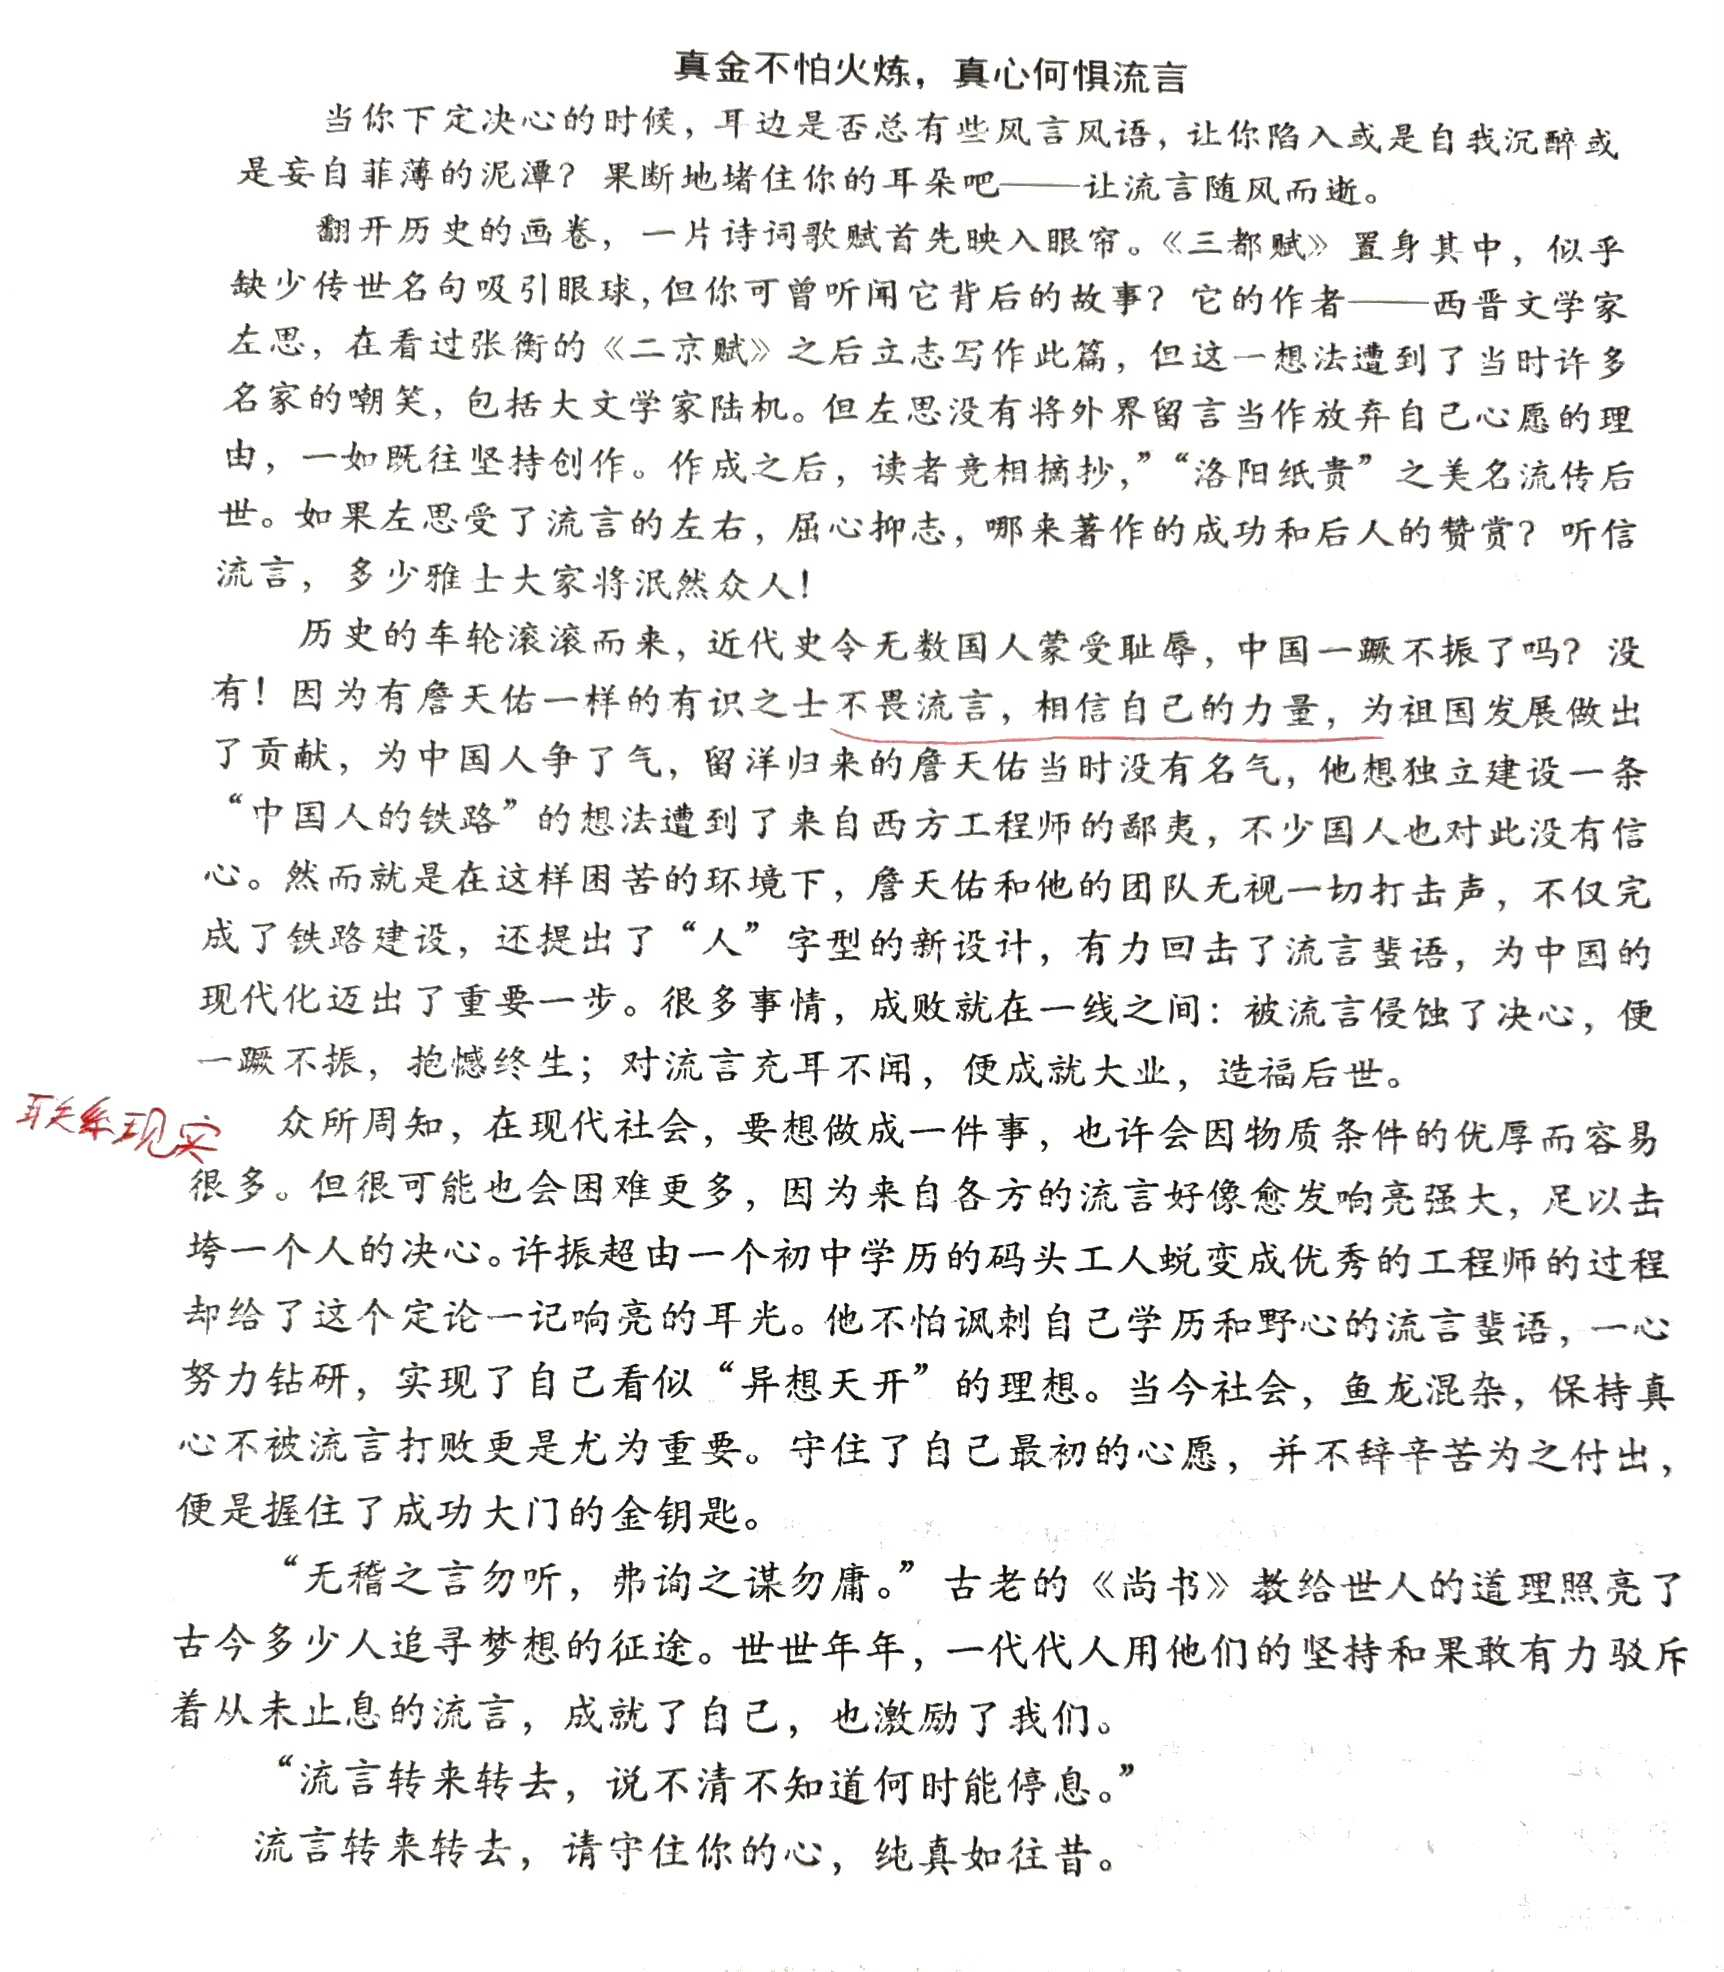 真金不怕火炼，真心何惧流言
当你下定决心的时候，耳边是否总有些风言风语，让你陷入或是自我沉醉或
是妄自菲薄的泥潭？果断地堵住你的耳朵吧——让流言随风而逝。
翻开历史的画卷，一片诗词歌赋首先映入眼帘。《三都赋》置身其中，似乎
缺少传世名句吸引眼球，但你可曾听闻它背后的故事？它的作者——西晋文学家
左思，在看过张衡的《二京赋》之后立志写作此篇，但这一想法遭到了当时许多
名家的嘲笑，包括大文学家陆机。但左思没有将外界留言当作放弃自己心愿的理
由，一如既往坚持创作。作成之后，读者竞相摘抄，”“洛阳纸贵”之美名流传后
世。如果左思受了流言的左右，屈心抑志，哪来著作的成功和后人的赞赏？听信
流言，多少雅士大家将泯然众人！
历史的车轮滚滚而来，近代史令无数国人蒙受耻辱，中国一蹶不振了吗？没
有！因为有詹天佑一样的有识之士不畏流言，相信自己的力量，为祖国发展做出
了贡献，为中国人争了气，留洋归来的詹天佑当时没有名气，他想独立建设一条
“中国人的铁路”的想法遭到了来自西方工程师的鄙夷，不少国人也对此没有信
心。然而就是在这样困苦的环境下，詹天佑和他的团队无视一切打击声，不仅完
成了铁路建设，还提出了“人”字型的新设计，有力回击了流言蜚语，为中国的
现代化迈出了重要一步。很多事情，成败就在一线之间：被流言侵蚀了决心，便
一蹶不振，抱憾终生；对流言充耳不闻，便成就大业，造福后世。
联系现实
众所周知，在现代社会，要想做成一件事，也许会因物质条件的优厚而容易
很多。但很可能也会困难更多，因为来自各方的流言好像愈发响亮强大，足以击
垮一个人的决心。许振超由一个初中学历的码头工人蜕变成优秀的工程师的过程
却给了这个定论一记响亮的耳光。他不怕讽刺自己学历和野心的流言蜚语，一心
努力钻研，实现了自己看似“异想天开”的理想。当今社会，鱼龙混杂，保持真
心不被流言打败更是尤为重要。守住了自己最初的心愿，并不辞辛苦为之付出，
便是握住了成功大门的金钥匙。
“无稽之言勿听，弗询之谋勿庸。”古老的《尚书》教给世人的道理照亮了
古今多少人追寻梦想的征途。世世年年，一代代人用他们的坚持和果敢有力驳斥
着从未止息的流言，成就了自己，也激励了我们。
“流言转来转去，说不清不知道何时能停息。”
流言转来转去，请守住你的心，纯真如往昔。